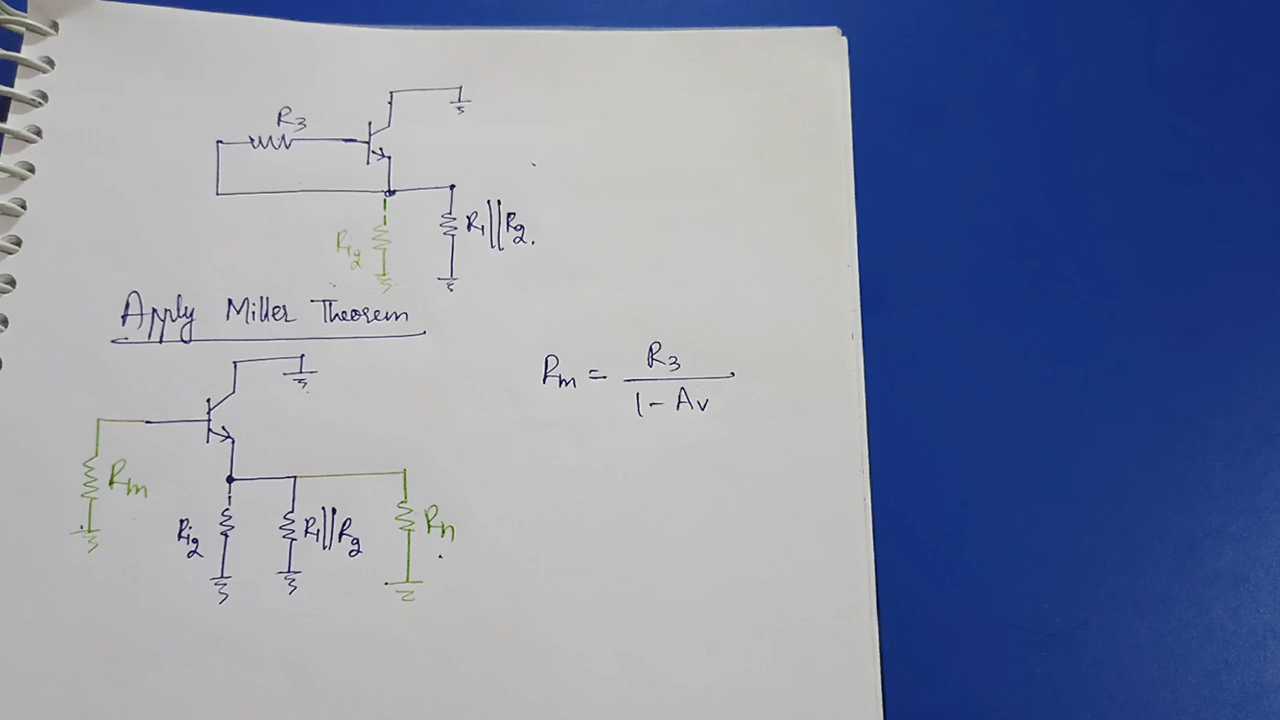 R3
Ri2
R1||R2.
Apply Miller Theorem
Rm = R3 / 1 - Av
Rm
Ri2
R1||R2
Rn